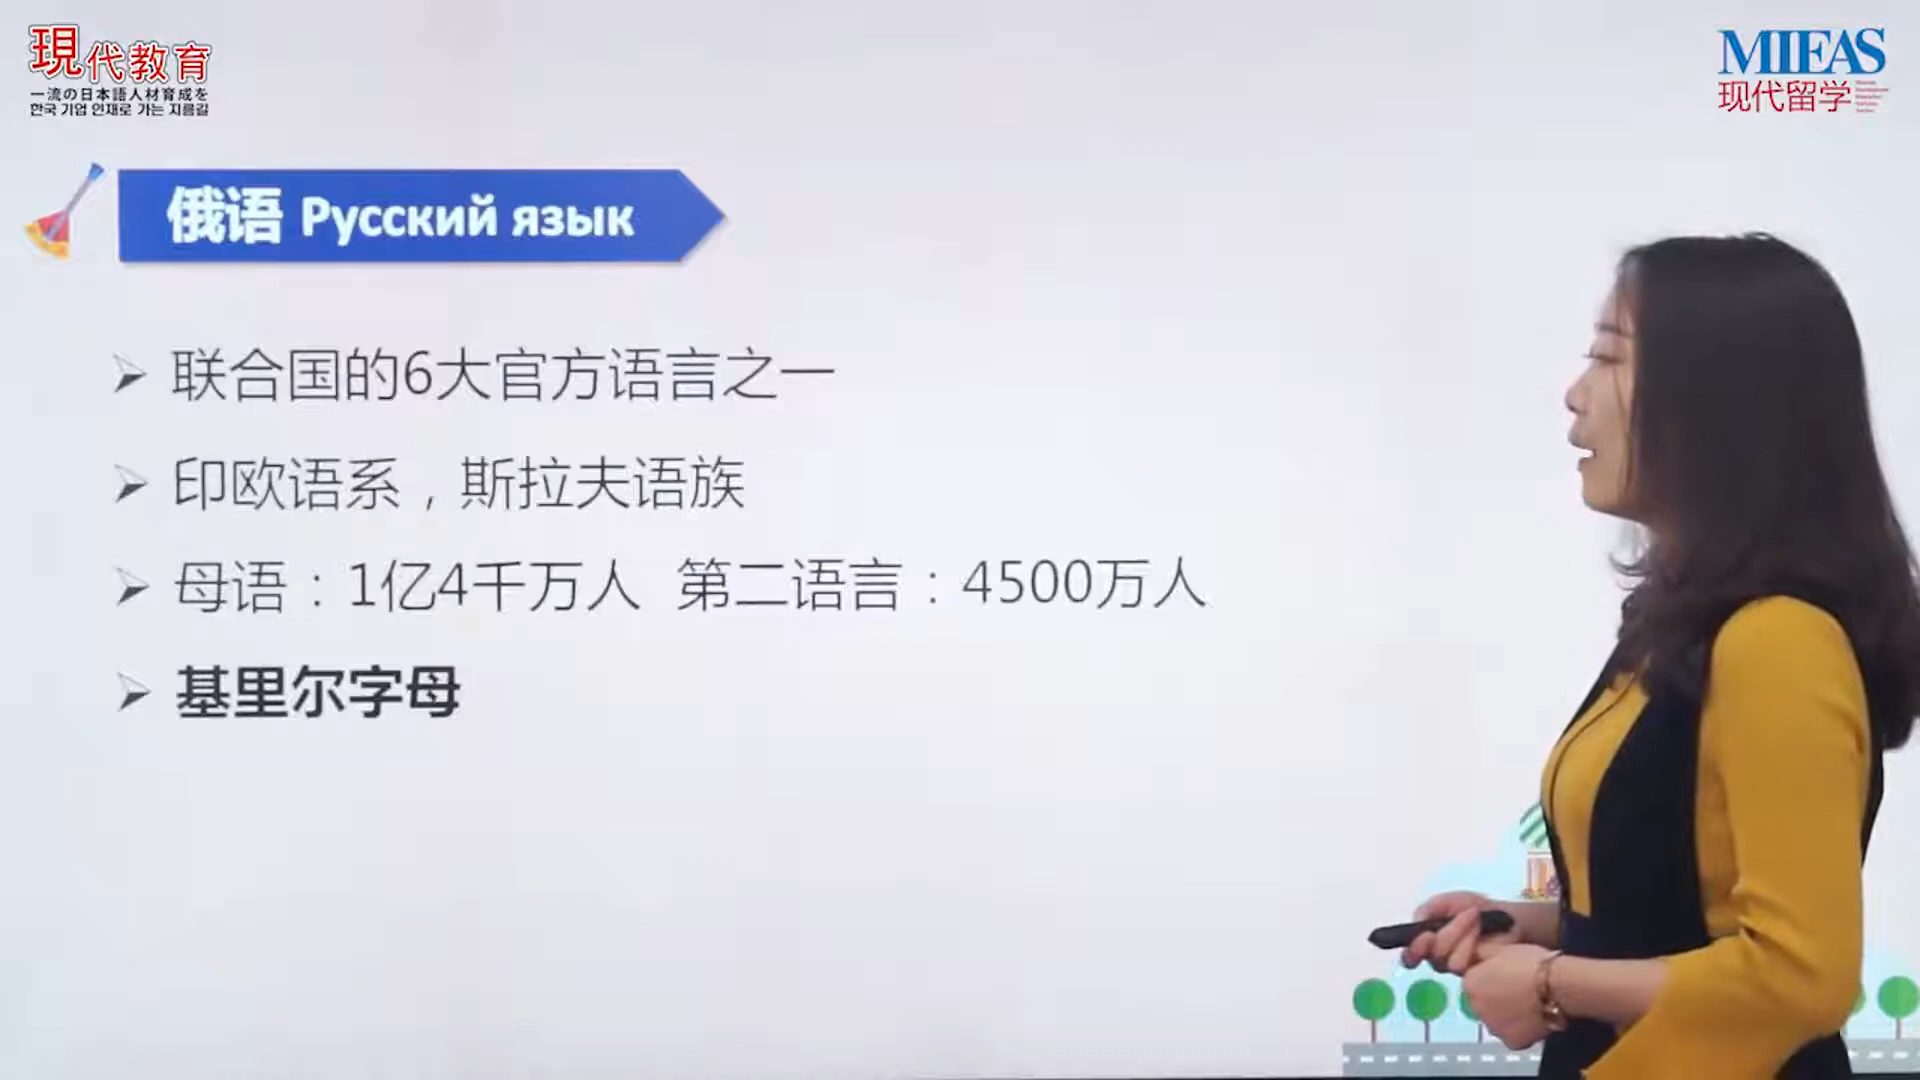 現代教育
一流の日本語人材育成を
한국 기업 인재로 가는 지름길
MIEAS
现代留学
俄语 Русский язык
联合国的6大官方语言之一
印欧语系，斯拉夫语族
母语：1亿4千万人 第二语言：4500万人
基里尔字母